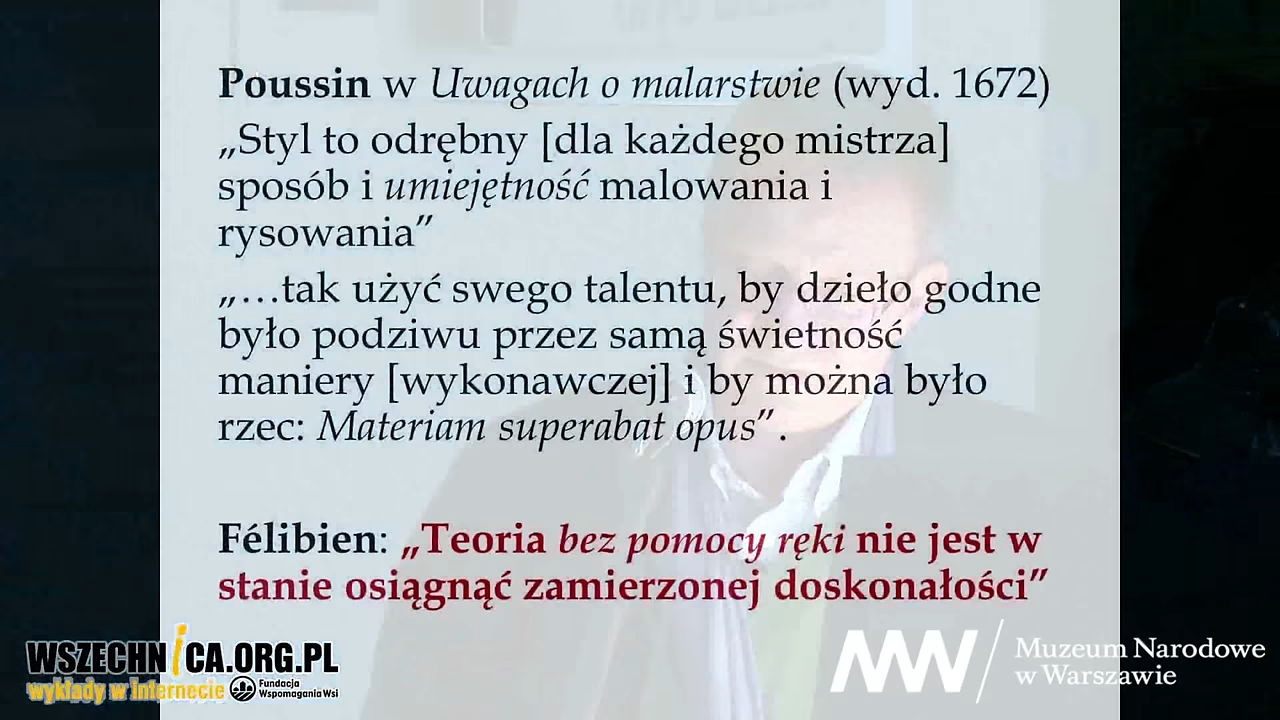 Poussin w Uwagach o malarstwie (wyd. 1672)
„Styl to odrębny [dla każdego mistrza]
sposób i umiejętność malowania i
rysowania”
„…tak użyć swego talentu, by dzieło godne
było podziwu przez samą świetność
maniery [wykonawczej] i by można było
rzec: Materiam superabat opus”.
Félibien: „Teoria bez pomocy ręki nie jest w
stanie osiągnąć zamierzonej doskonałości”
WSZECHNICA.ORG.PL
wykłady w internecie
Fundacja
Wspomagania Wsi
MNW
Muzeum Narodowe
w Warszawie